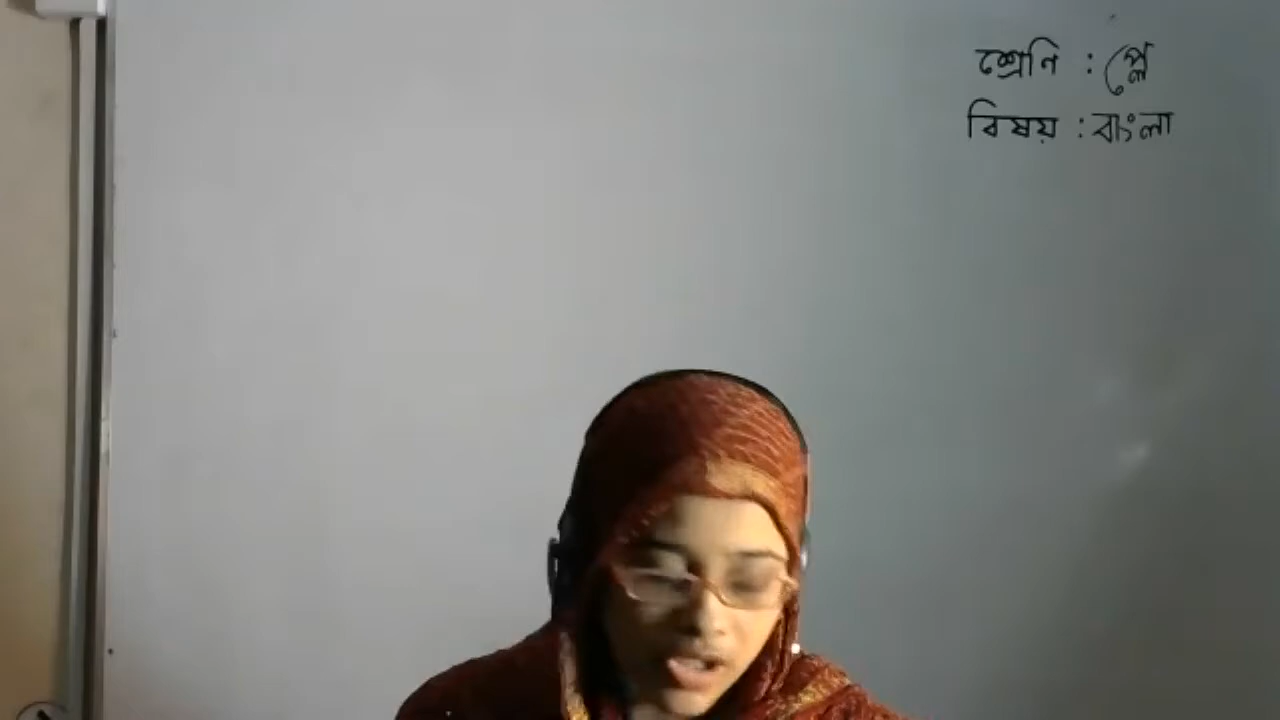 শ্রেণি : প্লে
বিষয় : বাংলা